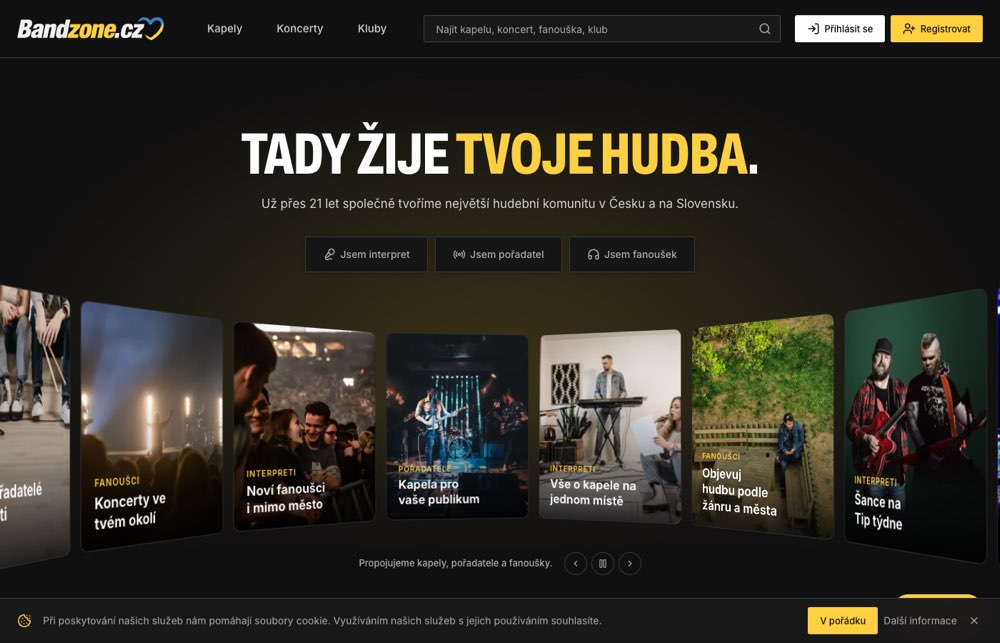 Bandzone.cz
Kapely
Koncerty
Kluby
Najít kapelu, koncert, fanouška, klub
Přihlásit se
Registrovat
TADY ŽIJE TVOJE HUDBA.
Už přes 21 let společně tvoříme největší hudební komunitu v Česku a na Slovensku.
Jsem interpret
Jsem pořadatel
Jsem fanoušek
FANOUŠCI
Koncerty ve
tvém okolí
INTERPRETI
Noví fanoušci
i mimo město
POŘADATELÉ
Kapela pro
vaše publikum
INTERPRETI
Vše o kapele na
jednom místě
FANOUŠCI
Objevuj
hudbu podle
žánru a města
INTERPRETI
Šance na
Tip týdne
Propojujeme kapely, pořadatele a fanoušky.
Při poskytování našich služeb nám pomáhají soubory cookie. Využíváním našich služeb s jejich používáním souhlasíte.
V pořádku
Další informace